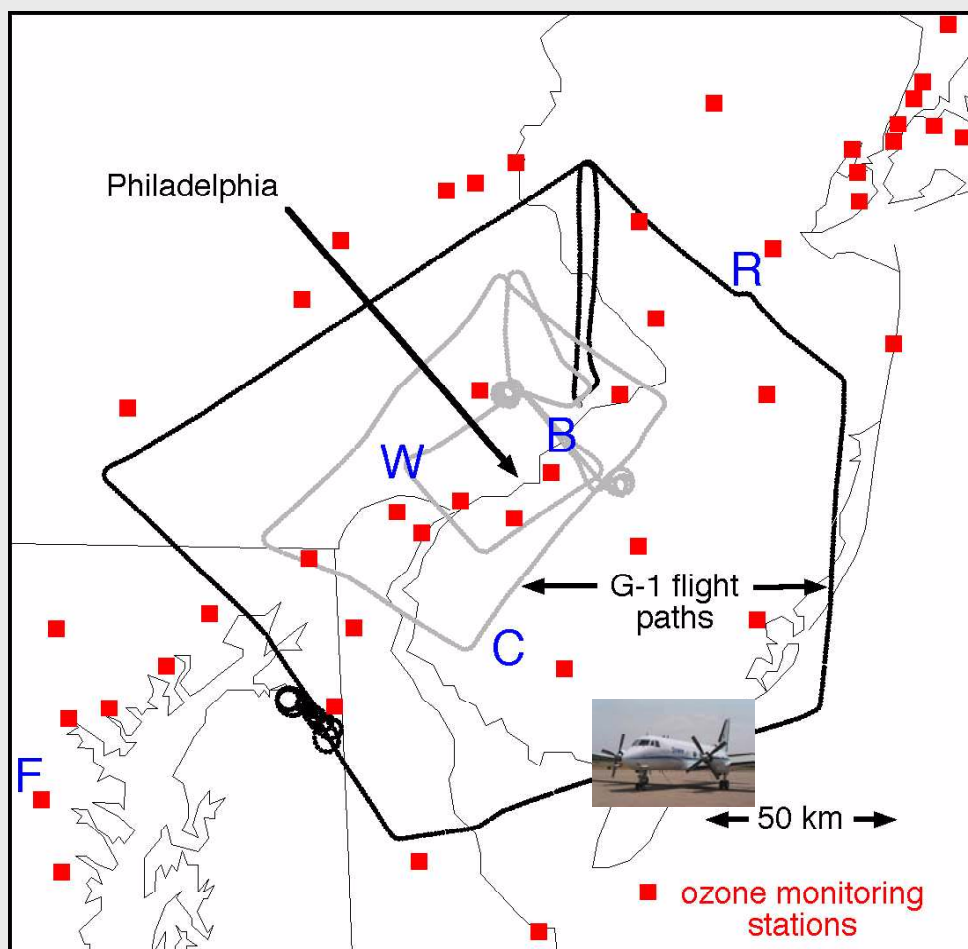 Philadelphia
R
B
W
G-1 flight
paths
C
F
50 km
ozone monitoring
stations